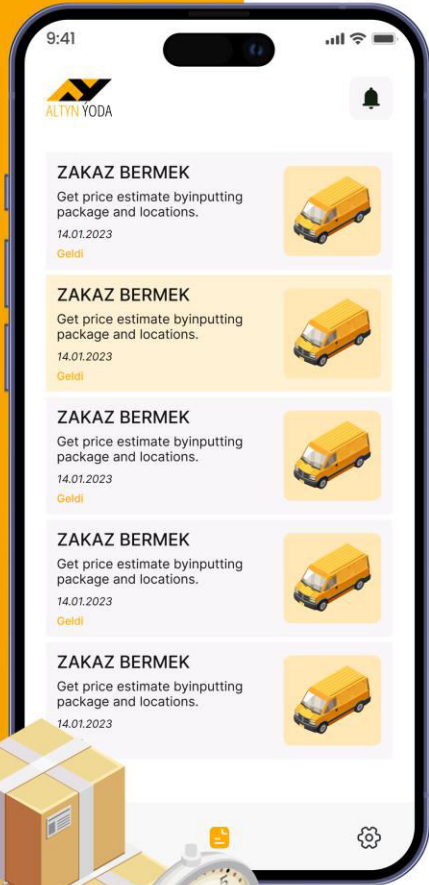 9:41
ALTYN ÝODA
ZAKAZ BERMEK
Get price estimate byinputting
package and locations.
14.01.2023
Geldi
ZAKAZ BERMEK
Get price estimate byinputting
package and locations.
14.01.2023
Geldi
ZAKAZ BERMEK
Get price estimate byinputting
package and locations.
14.01.2023
Geldi
ZAKAZ BERMEK
Get price estimate byinputting
package and locations.
14.01.2023
Geldi
ZAKAZ BERMEK
Get price estimate byinputting
package and locations.
14.01.2023